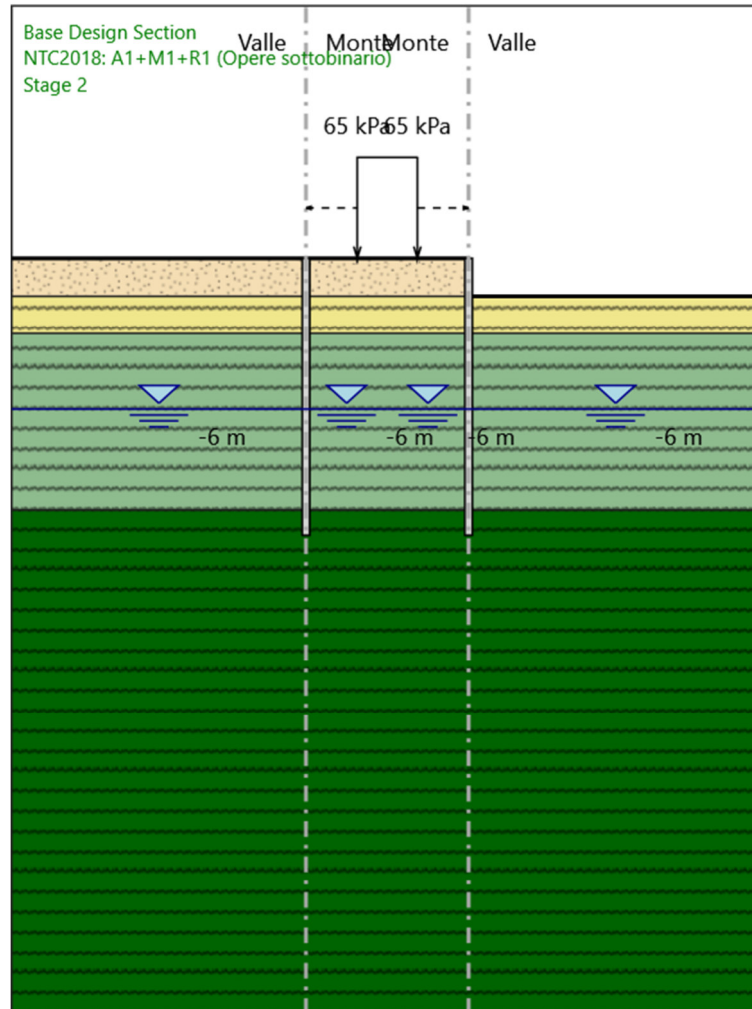 Base Design Section
NTC2018: A1+M1+R1 (Opere sottobinario)
Stage 2
Valle Monte Monte Valle
65 kPa 65 kPa
-6 m -6 m -6 m -6 m